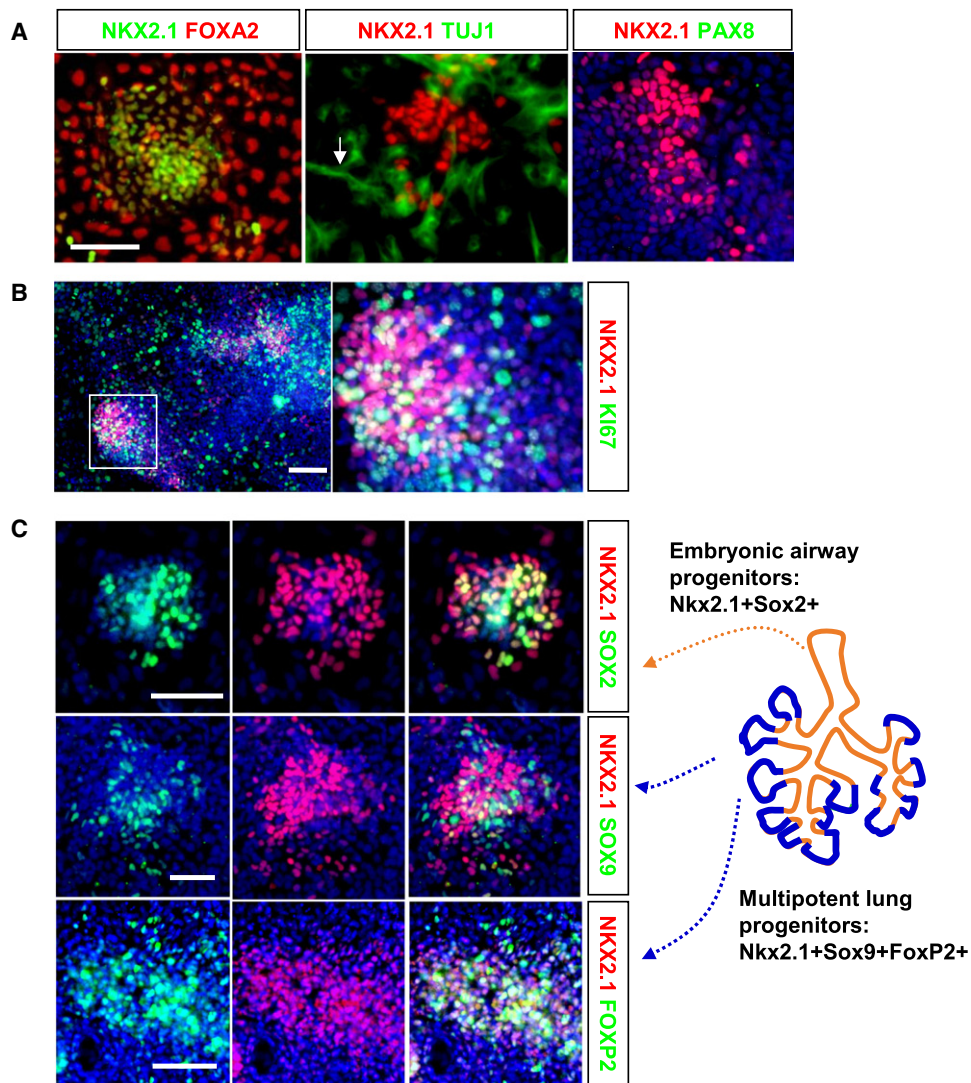 A
NKX2.1 FOXA2
NKX2.1 TUJ1
NKX2.1 PAX8
B
NKX2.1 KI67
C
NKX2.1 SOX2
NKX2.1 SOX9
NKX2.1 FOXP2
Embryonic airway
progenitors:
Nkx2.1+Sox2+
Multipotent lung
progenitors:
Nkx2.1+Sox9+FoxP2+